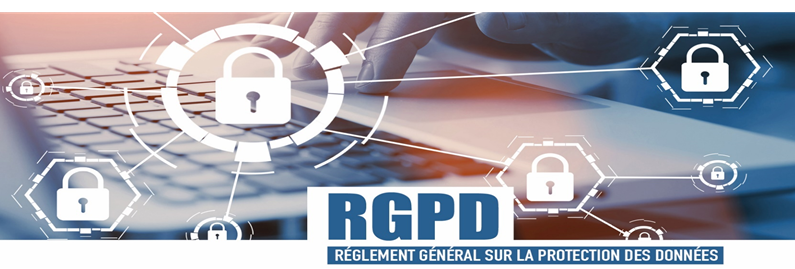 RGPD
RÉGLEMENT GÉNÉRAL SUR LA PROTECTION DES DONNÉES